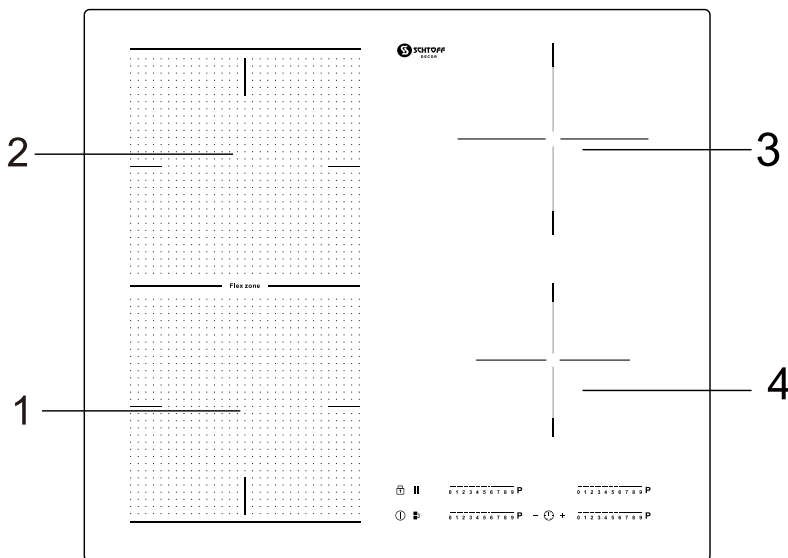 SCHTOFF
DECOR
2
3
Flex zone
1
4
0 1 2 3 4 5 6 7 8 9 P
0 1 2 3 4 5 6 7 8 9 P
0 1 2 3 4 5 6 7 8 9 P - + 0 1 2 3 4 5 6 7 8 9 P